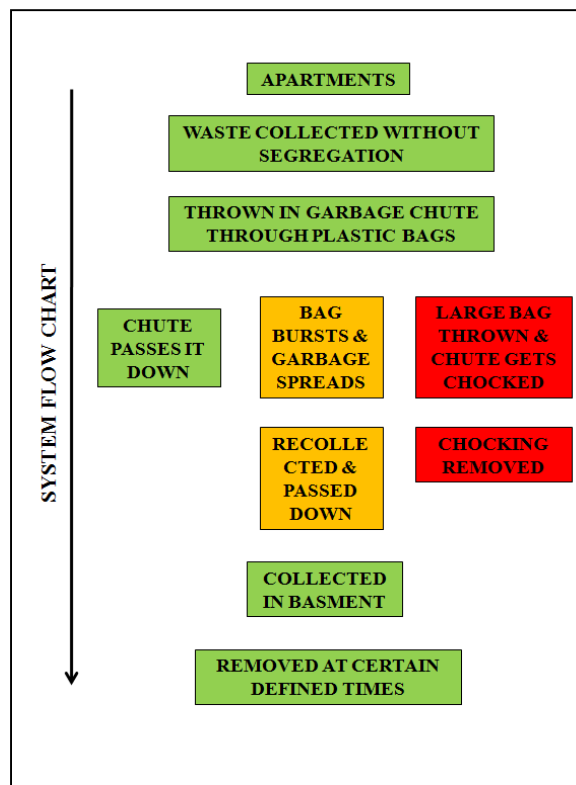 APARTMENTS
WASTE COLLECTED WITHOUT
SEGREGATION
THROWN IN GARBAGE CHUTE
THROUGH PLASTIC BAGS
SYSTEM FLOW CHART
CHUTE
PASSES IT
DOWN
BAG
BURSTS &
GARBAGE
SPREADS
LARGE BAG
THROWN &
CHUTE GETS
CHOCKED
RECOLLE
CTED &
PASSED
DOWN
CHOCKING
REMOVED
COLLECTED
IN BASMENT
REMOVED AT CERTAIN
DEFINED TIMES